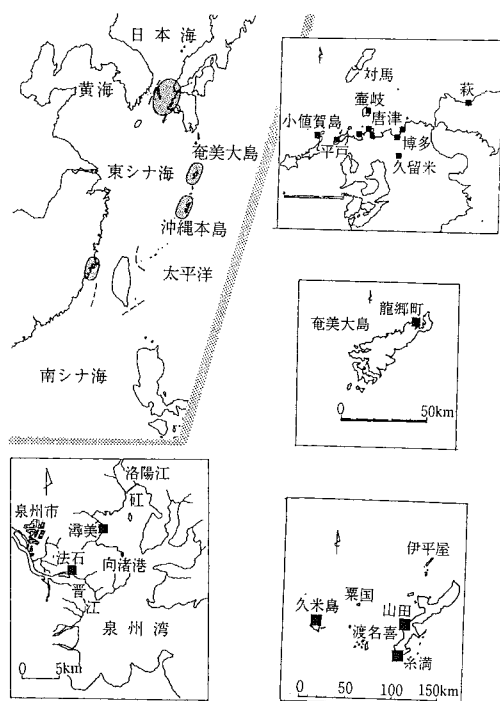 日本海
黄海
奄美大島
東シナ海
沖縄本島
太平洋
南シナ海
対馬
萩
壷岐
小値賀島
唐津
平戸
博多
久留米
龍郷町
奄美大島
0 50km
洛陽江
江
泉州市
潯美
法石
向渚港
晋
江
泉州湾
0 5km
伊平屋
粟国
久米島
山田
渡名喜
糸満
0 50 100 150km